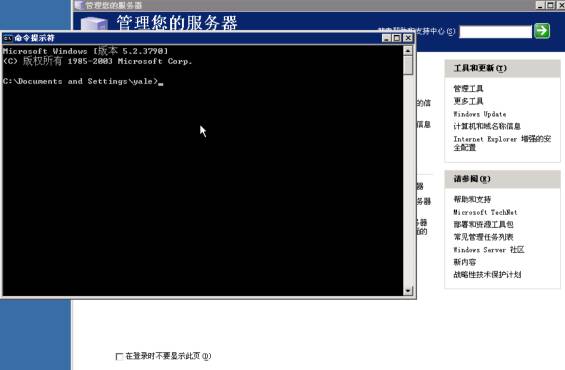 管理您的服务器
管理您的服务器
支持中心(S)
命令提示符
Microsoft Windows [版本 5.2.3790]
(C) 版权所有 1985-2003 Microsoft Corp.
C:\Documents and Settings\yale>_
的信
信息
器
务器
务器
的
工具和更新(T)
管理工具
更多工具
Windows Update
计算机和域名称信息
Internet Explorer 增强的安
全配置
请参阅(R)
帮助和支持
Microsoft TechNet
部署和资源工具包
常见管理任务列表
Windows Server 社区
新内容
战略性技术保护计划
在登录时不要显示此页(D)